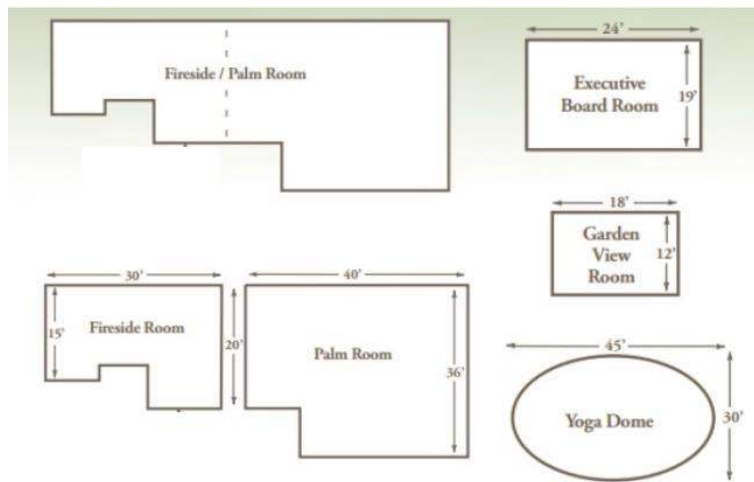 Fireside / Palm Room
24'
Executive
Board Room
19'
18'
Garden
View
Room
12'
30'
15'
Fireside Room
20'
40'
Palm Room
36'
45'
Yoga Dome
30'